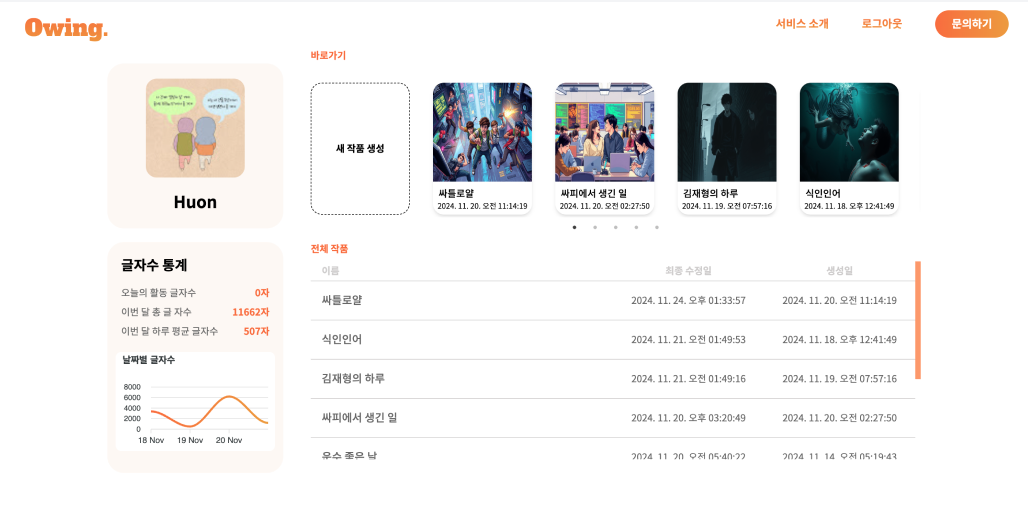 Owing.
서비스 소개
로그아웃
문의하기
Huon
글자수 통계
오늘의 활동 글자수 0자
이번 달 총 글 자수 11662자
이번 달 하루 평균 글자수 507자
날짜별 글자수
8000
6000
4000
2000
0
18 Nov 19 Nov 20 Nov
바로가기
새 작품 생성
싸틀로얄
2024. 11. 20. 오전 11:14:19
싸피에서 생긴 일
2024. 11. 20. 오전 02:27:50
김재형의 하루
2024. 11. 19. 오전 07:57:16
식인인어
2024. 11. 18. 오후 12:41:49
전체 작품
이름 최종 수정일 생성일
싸틀로얄 2024. 11. 24. 오후 01:33:57 2024. 11. 20. 오전 11:14:19
식인인어 2024. 11. 21. 오전 01:49:53 2024. 11. 18. 오후 12:41:49
김재형의 하루 2024. 11. 21. 오전 01:49:16 2024. 11. 19. 오전 07:57:16
싸피에서 생긴 일 2024. 11. 20. 오후 03:20:49 2024. 11. 20. 오전 02:27:50
운수 좋은 날 2024. 11. 20. 오전 05:40:22 2024. 11. 14. 오전 05:19:43